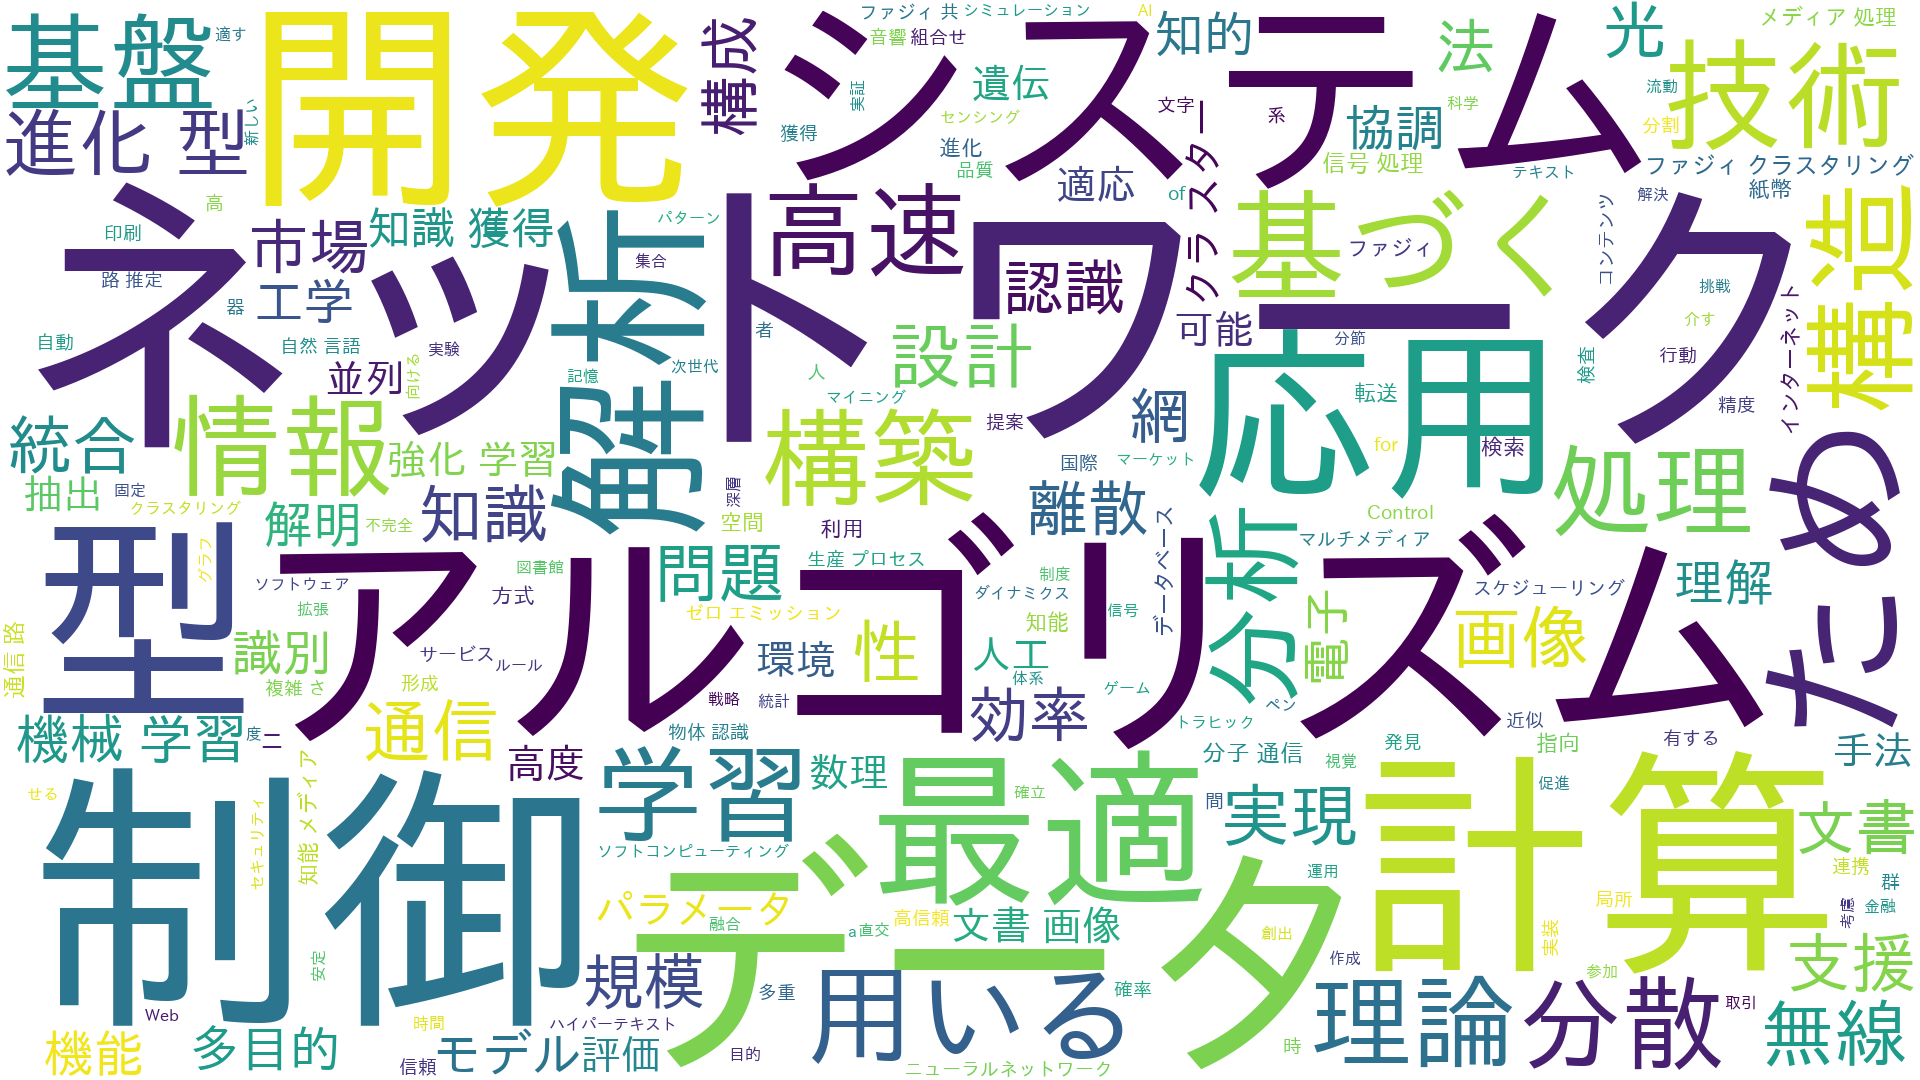 基盤
適す
開発
構成
システム
ファジィ 共
シミュレーション
AI
音響
組合せ
知的
法
光
メディア 処理
技術
進化 型
新しい
遺伝
実証
獲得
センシング
進化
品質
文字
系
科学
協調
信号 処理
流動
分割
テキスト
ファジィ クラスタリング
紙幣
適応
of
クラスター
解決
コンテンツ
構造
高
印刷
市場
知識 獲得
パターン
ネットワーク
高速
基づく
ファジィ
路 推定
器
工学
集合
解析
認識
可能
挑戦
介す
インターネット
自動
自然 言語
実験
者
設計
分節
行動
検査
並列
向ける
記憶
次世代
人
マイニング
応用
転送
精度
統合
情報
強化 学習
構築
提案
網
for
検索
国際
マーケット
処理
ための
抽出
固定
クラスタリング
解明
不完全
知識
深層
空間
利用
離散
Control
マルチメディア
データベース
分析
型
グラフ
アルゴリズム
ソフトウェア
拡張
図書館
方式
問題
生産 プロセス
ゼロ エミッション
制度
ダイナミクス
知能
信号
スケジューリング
理解
電子
画像
通信 路
識別
複雑 さ
サービス
ルール
形成
環境
性
人工
体系
戦略
統計
効率
ゲーム
ペン
トラヒック
近似
機械 学習
度
二
通信
高度
物体 認識
分子 通信
視覚
発見
指向
有する
手法
せる
セキュリティ
知能 メディア
学習
数理
最適
確立
間
実現
促進
計算
文書
制御
ソフトコンピューティング
連携
群
運用
パラメータ
融合
a
直交
高信頼
文書 画像
データ
創出
局所
考慮
金融
実装
安定
規模
多重
用いる
確率
作成
参加
支援
Web
時間
ハイパーテキスト
理論
分散
取引
無線
機能
多目的
信頼
モデル
評価
目的
ニューラルネットワーク
時